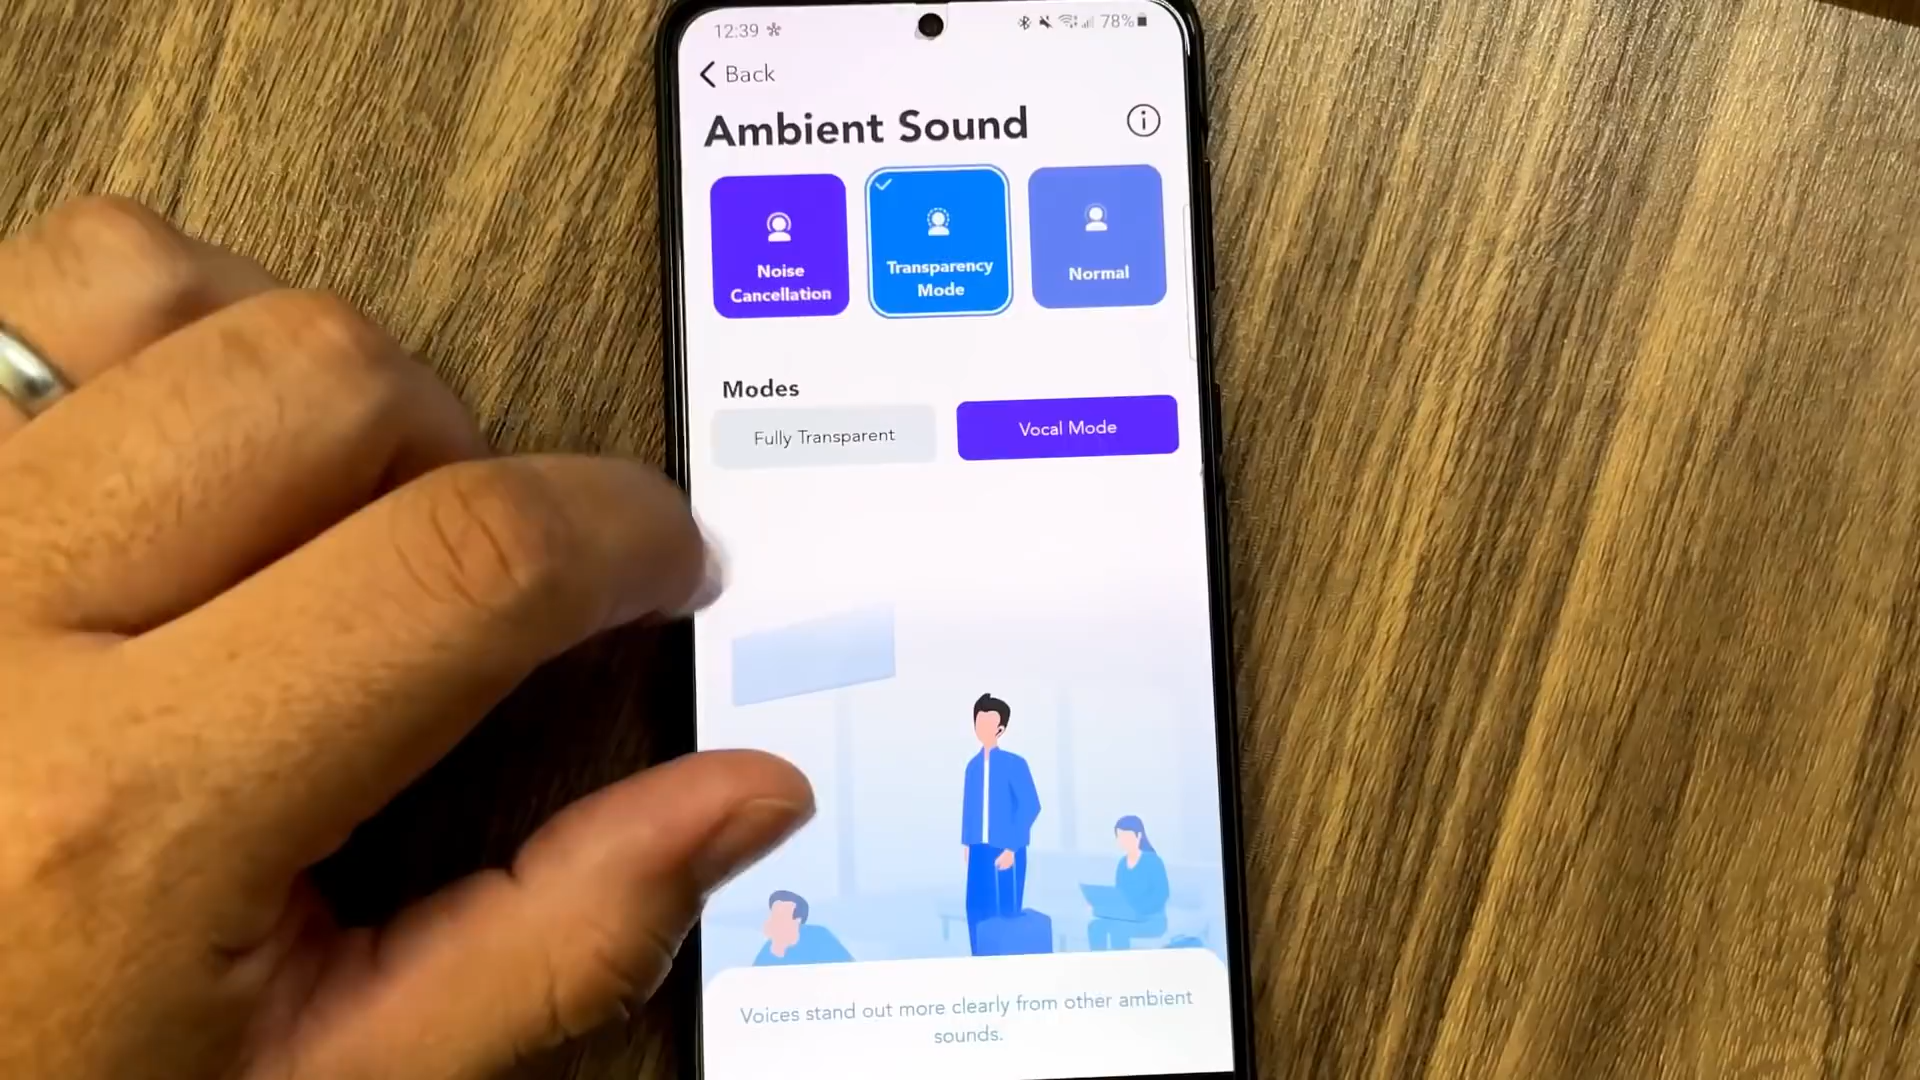 12:39
78%
Back
Ambient Sound
Noise
Cancellation
Transparency
Mode
Normal
Modes
Fully Transparent
Vocal Mode
Voices stand out more clearly from other ambient
sounds.